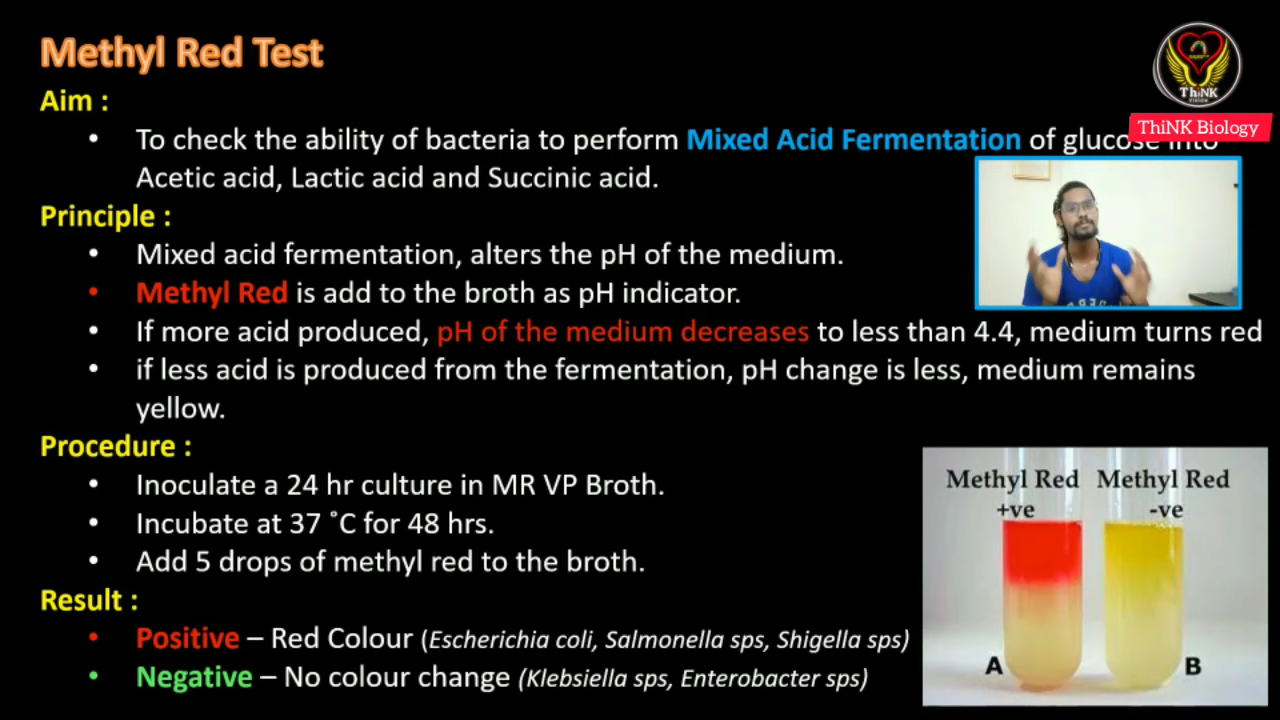 Methyl Red Test
ThiNK
VISION
ThiNK Biology
Aim :
• To check the ability of bacteria to perform Mixed Acid Fermentation of glucose into
Acetic acid, Lactic acid and Succinic acid.
Principle :
• Mixed acid fermentation, alters the pH of the medium.
• Methyl Red is add to the broth as pH indicator.
• If more acid produced, pH of the medium decreases to less than 4.4, medium turns red
• if less acid is produced from the fermentation, pH change is less, medium remains
yellow.
Procedure :
• Inoculate a 24 hr culture in MR VP Broth.
• Incubate at 37 ˚C for 48 hrs.
• Add 5 drops of methyl red to the broth.
Result :
• Positive – Red Colour (Escherichia coli, Salmonella sps, Shigella sps)
• Negative – No colour change (Klebsiella sps, Enterobacter sps)
Methyl Red Methyl Red
+ve -ve
A B